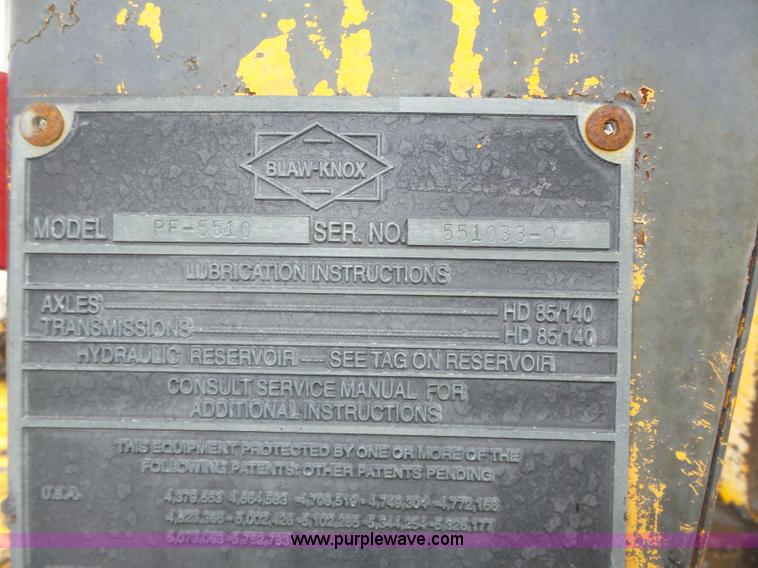 BLAW-KNOX
MODEL PF-5510 SER. NO. 551033-04
LUBRICATION INSTRUCTIONS
AXLES HD 85/140
TRANSMISSIONS HD 85/140
HYDRAULIC RESERVOIR --- SEE TAG ON RESERVOIR
CONSULT SERVICE MANUAL FOR
ADDITIONAL INSTRUCTIONS
THIS EQUIPMENT PROTECTED BY ONE OR MORE OF THE
FOLLOWING PATENTS: OTHER PATENTS PENDING
U.S.A.
www.purplewave.com